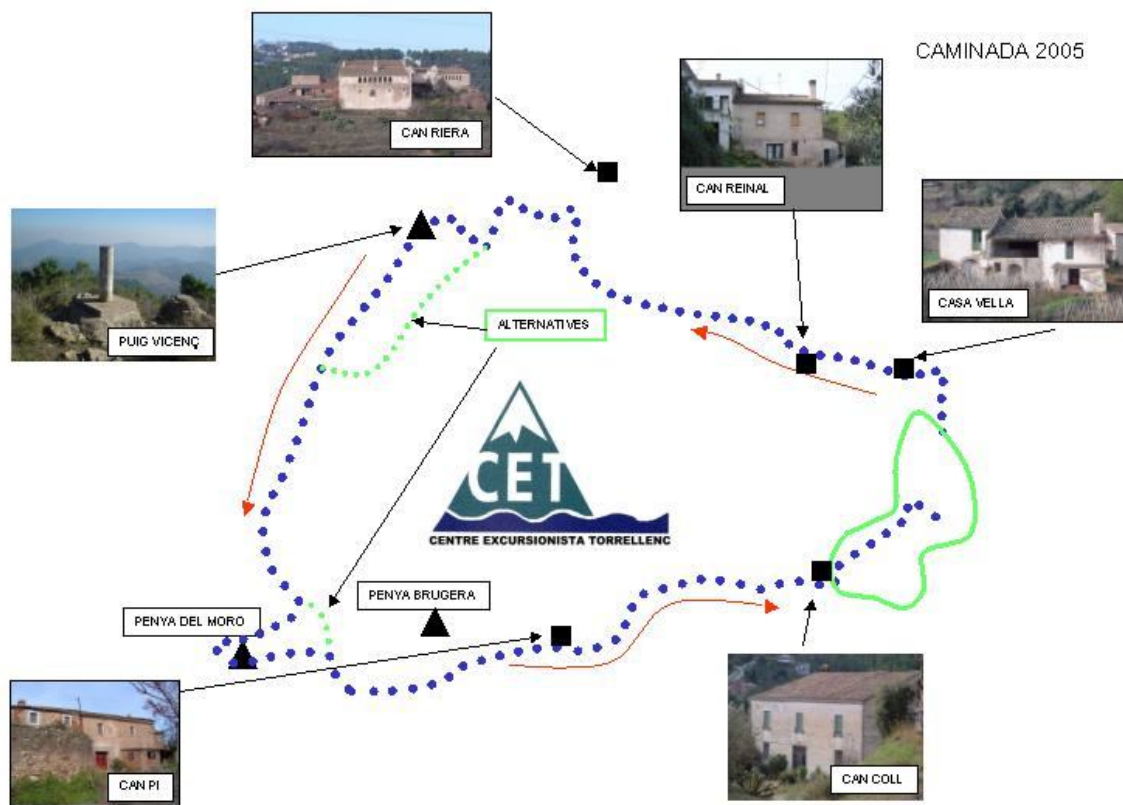 CAMINADA 2005
CAN RIERA
CAN REINAL
CASA VELLA
PUIG VICENÇ
ALTERNATIVES
CET
CENTRE EXCURSIONISTA TORRELLENC
PENYA BRUGERA
PENYA DEL MORO
CAN PI
CAN COLL